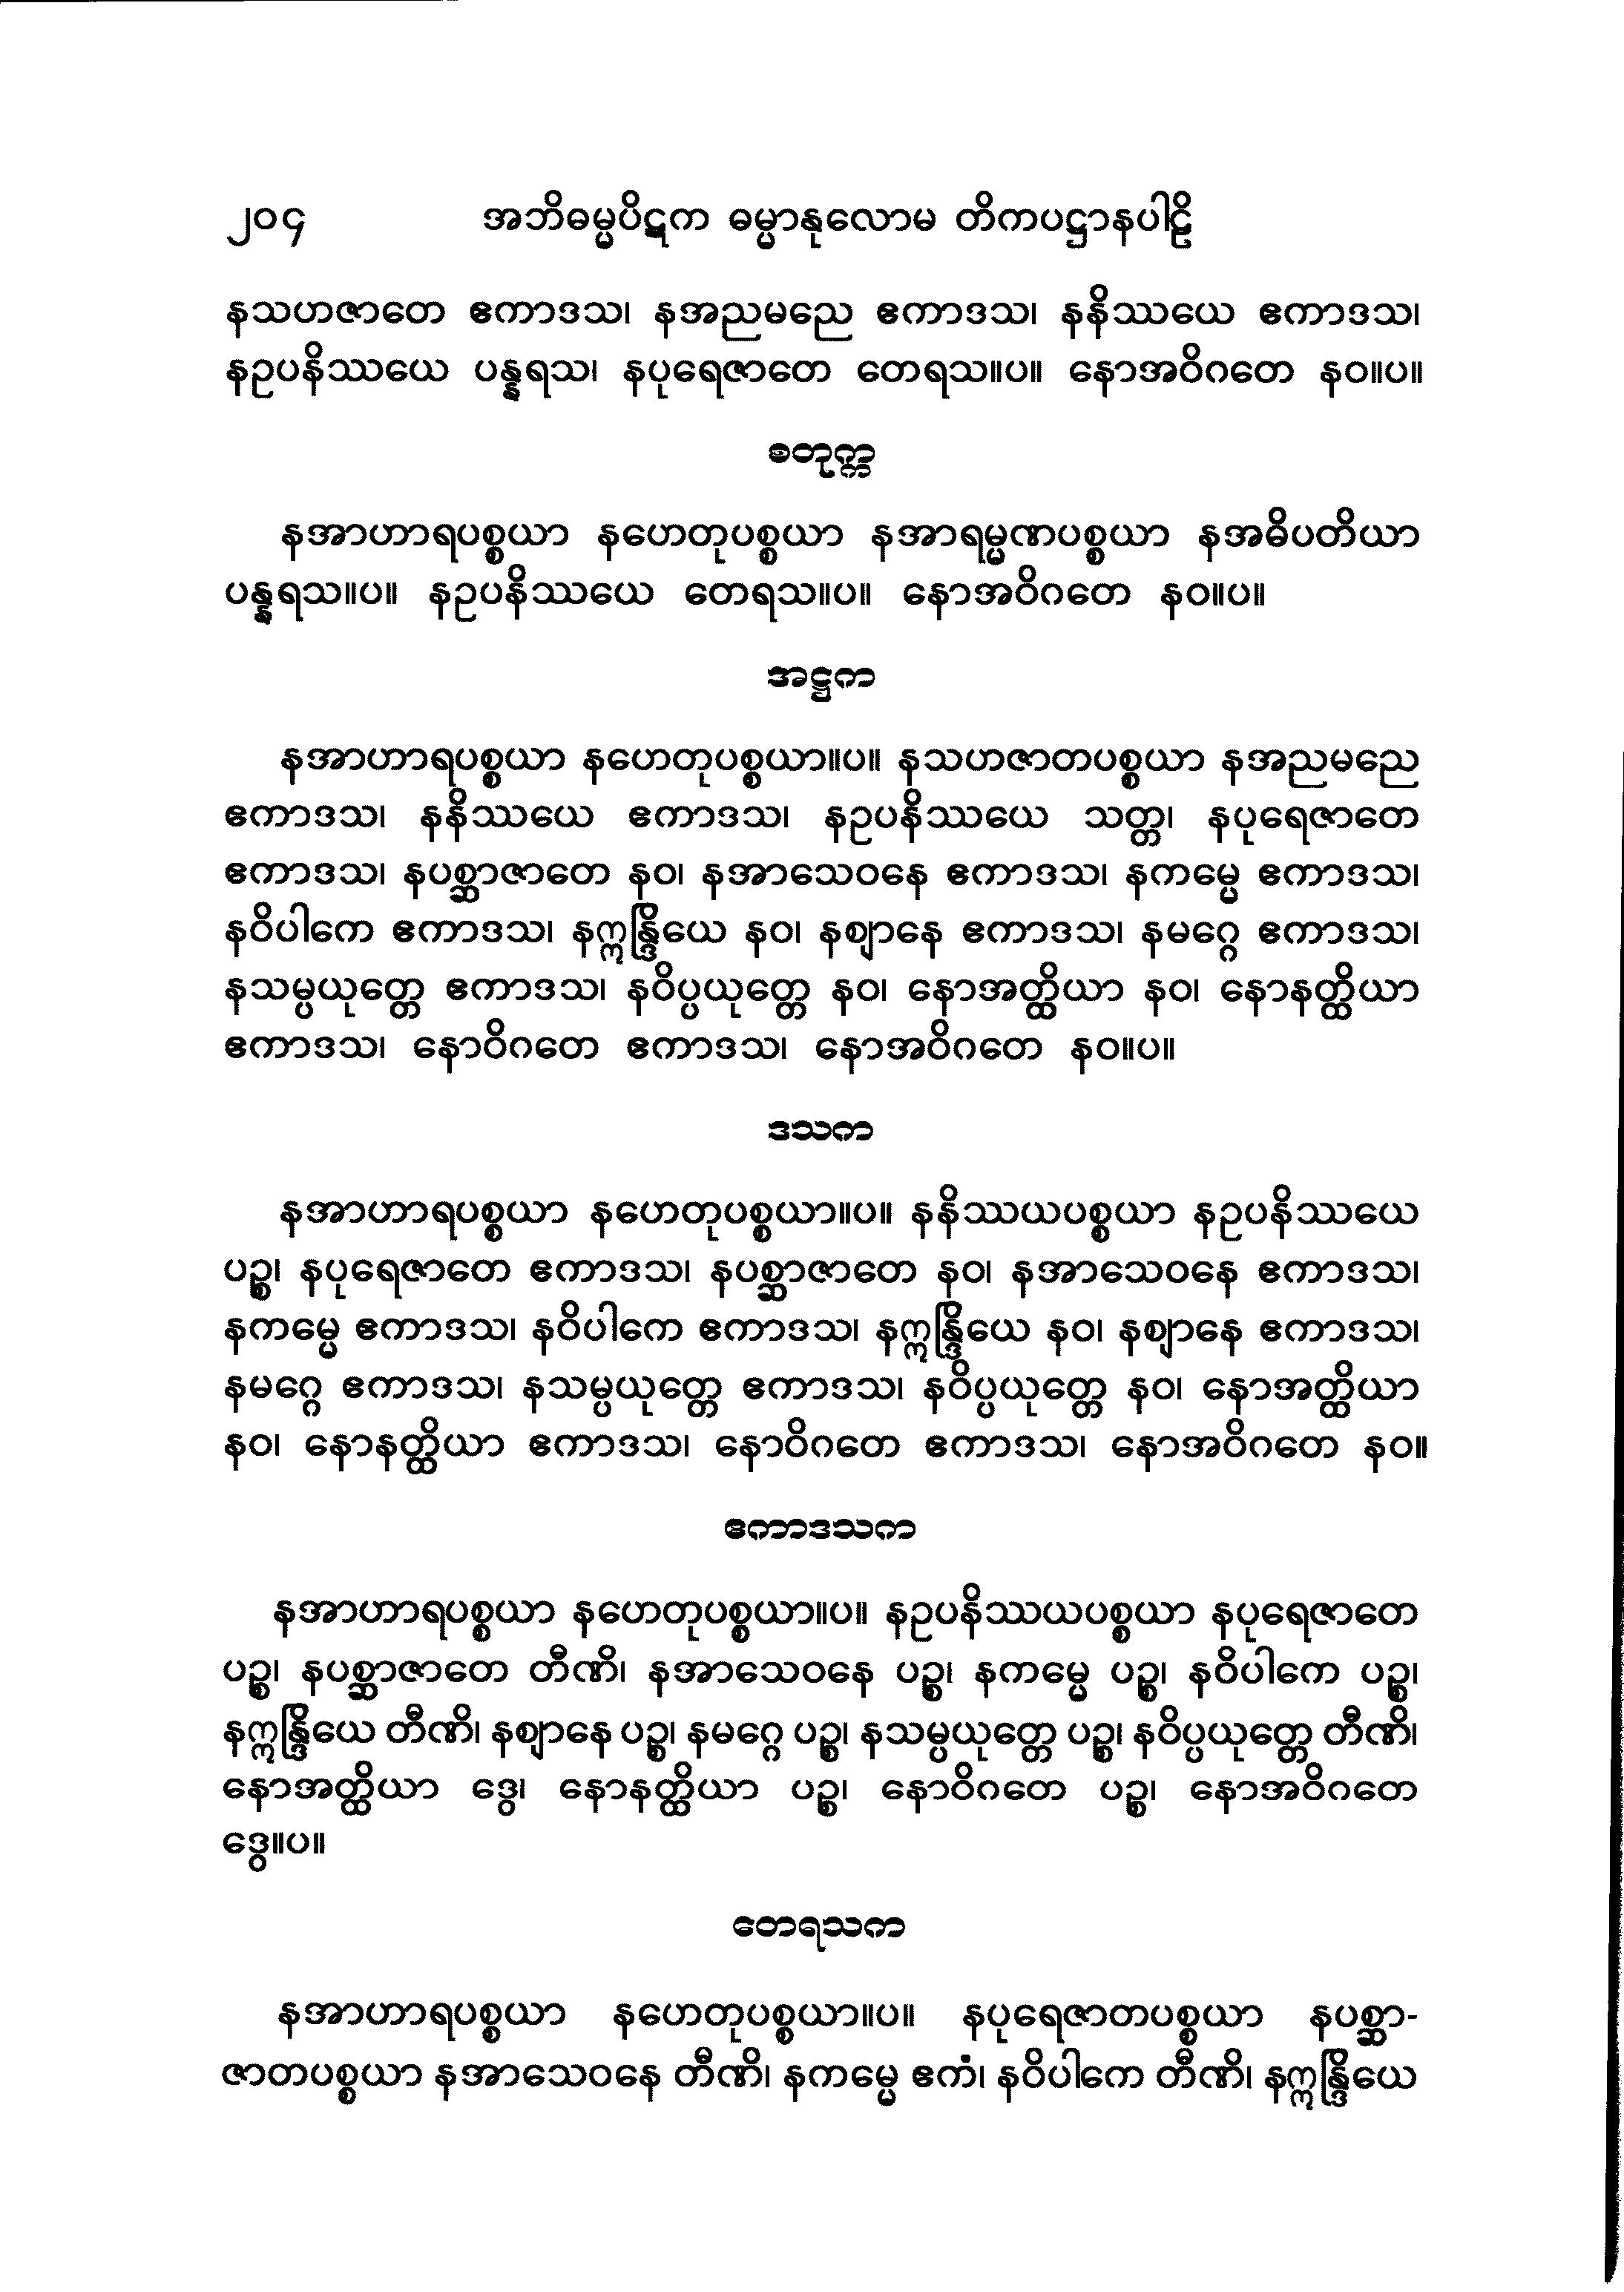 ၂၀၄ အဘိဓမ္မပိဋက ဓမ္မာနုလောမ တိကပဋ္ဌာနပါဠိ
နသဟဇာတေ ဧကာဒသ၊ နအညမညေ ဧကာဒသ၊ နနိဿယေ ဧကာဒသ၊
နဥပနိဿယေ ပန္နရသ၊ နပုရေဇာတေ တေရသ။ပ။ နောအဝိဂတေ နဝ။ပ။
စတုက္က
နအာဟာရပစ္စယာ နဟေတုပစ္စယာ နအာရမ္မဏပစ္စယာ နအဓိပတိယာ
ပန္နရသ။ပ။ နဥပနိဿယေ တေရသ။ပ။ နောအဝိဂတေ နဝ။ပ။
အဋ္ဌက
နအာဟာရပစ္စယာ နဟေတုပစ္စယာ။ပ။ နသဟဇာတပစ္စယာ နအညမညေ
ဧကာဒသ၊ နနိဿယေ ဧကာဒသ၊ နဥပနိဿယေ သတ္တ၊ နပုရေဇာတေ
ဧကာဒသ၊ နပစ္ဆာဇာတေ နဝ၊ နအာသေဝနေ ဧကာဒသ၊ နကမ္မေ ဧကာဒသ၊
နဝိပါကေ ဧကာဒသ၊ နဣန္ဒြိယေ နဝ၊ နဈာနေ ဧကာဒသ၊ နမဂ္ဂေ ဧကာဒသ၊
နသမ္ပယုတ္တေ ဧကာဒသ၊ နဝိပ္ပယုတ္တေ နဝ၊ နောအတ္ထိယာ နဝ၊ နောနတ္ထိယာ
ဧကာဒသ၊ နောဝိဂတေ ဧကာဒသ၊ နောအဝိဂတေ နဝ။ပ။
ဒသက
နအာဟာရပစ္စယာ နဟေတုပစ္စယာ။ပ။ နနိဿယပစ္စယာ နဥပနိဿယေ
ပဉ္စ၊ နပုရေဇာတေ ဧကာဒသ၊ နပစ္ဆာဇာတေ နဝ၊ နအာသေဝနေ ဧကာဒသ၊
နကမ္မေ ဧကာဒသ၊ နဝိပါကေ ဧကာဒသ၊ နဣန္ဒြိယေ နဝ၊ နဈာနေ ဧကာဒသ၊
နမဂ္ဂေ ဧကာဒသ၊ နသမ္ပယုတ္တေ ဧကာဒသ၊ နဝိပ္ပယုတ္တေ နဝ၊ နောအတ္ထိယာ
နဝ၊ နောနတ္ထိယာ ဧကာဒသ၊ နောဝိဂတေ ဧကာဒသ၊ နောအဝိဂတေ နဝ။
ဧကာဒသက
နအာဟာရပစ္စယာ နဟေတုပစ္စယာ။ပ။ နဥပနိဿယပစ္စယာ နပုရေဇာတေ
ပဉ္စ၊ နပစ္ဆာဇာတေ တီဏိ၊ နအာသေဝနေ ပဉ္စ၊ နကမ္မေ ပဉ္စ၊ နဝိပါကေ ပဉ္စ၊
နဣန္ဒြိယေ တီဏိ၊ နဈာနေ ပဉ္စ၊ နမဂ္ဂေ ပဉ္စ၊ နသမ္ပယုတ္တေ ပဉ္စ၊ နဝိပ္ပယုတ္တေ တီဏိ၊
နောအတ္ထိယာ ဒွေ၊ နောနတ္ထိယာ ပဉ္စ၊ နောဝိဂတေ ပဉ္စ၊ နောအဝိဂတေ
ဒွေ။ပ။
တေရသက
နအာဟာရပစ္စယာ နဟေတုပစ္စယာ။ပ။ နပုရေဇာတပစ္စယာ နပစ္ဆာ-
ဇာတပစ္စယာ နအာသေဝနေ တီဏိ၊ နကမ္မေ ဧကံ၊ နဝိပါကေ တီဏိ၊ နဣန္ဒြိယေ